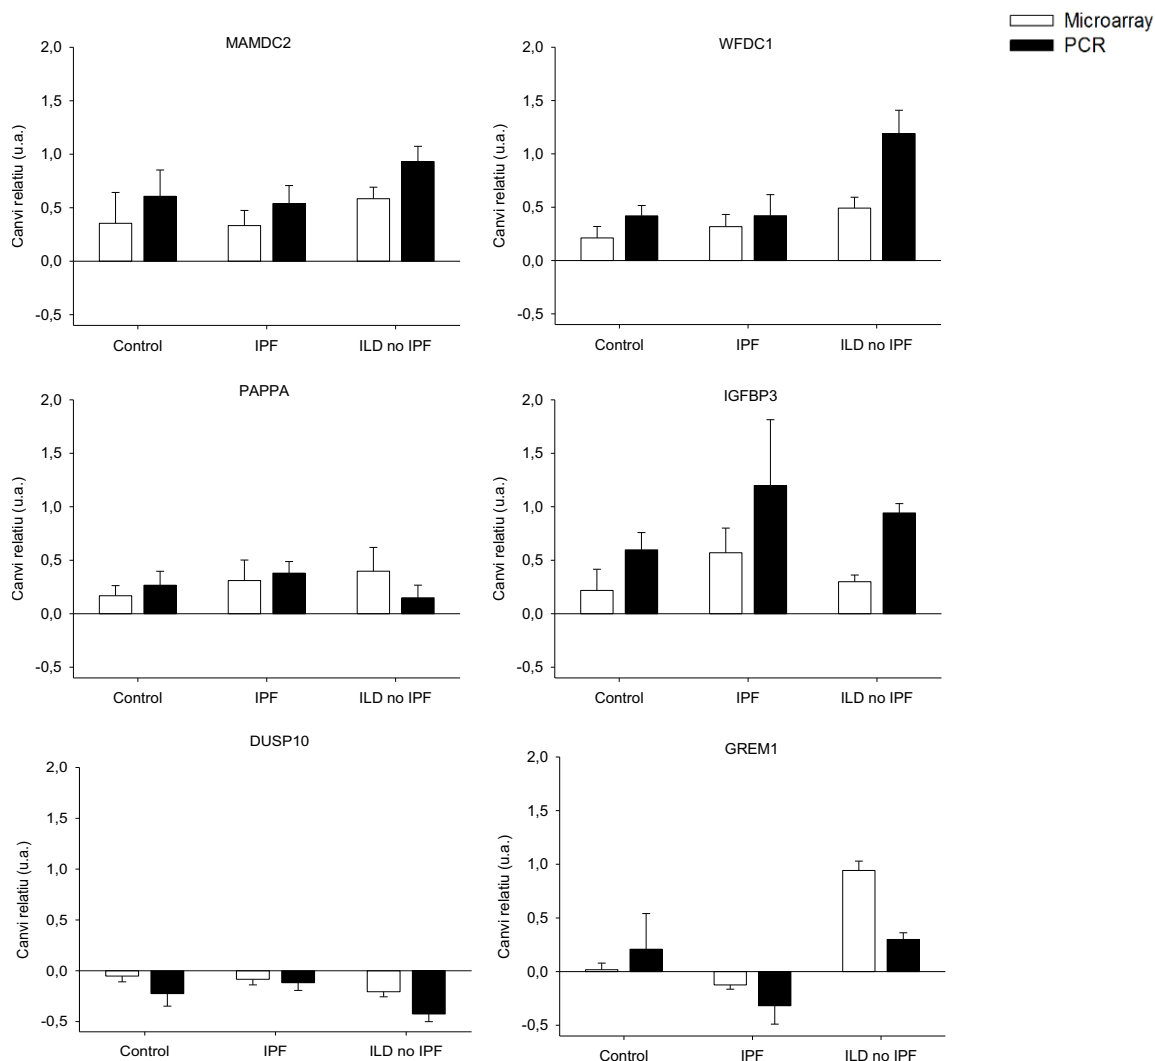 Microarray
PCR
MAMDC2
2,0
1,5
1,0
0,5
0,0
-0,5
Canvi relatiu (u.a.)
Control IPF ILD no IPF
WFDC1
2,0
1,5
1,0
0,5
0,0
-0,5
Canvi relatiu (u.a.)
Control IPF ILD no IPF
PAPPA
2,0
1,5
1,0
0,5
0,0
-0,5
Canvi relatiu (u.a.)
Control IPF ILD no IPF
IGFBP3
2,0
1,5
1,0
0,5
0,0
-0,5
Canvi relatiu (u.a.)
Control IPF ILD no IPF
DUSP10
2,0
1,5
1,0
0,5
0,0
-0,5
Canvi relatiu (u.a.)
Control IPF ILD no IPF
GREM1
2,0
1,5
1,0
0,5
0,0
-0,5
Canvi relatiu (u.a.)
Control IPF ILD no IPF